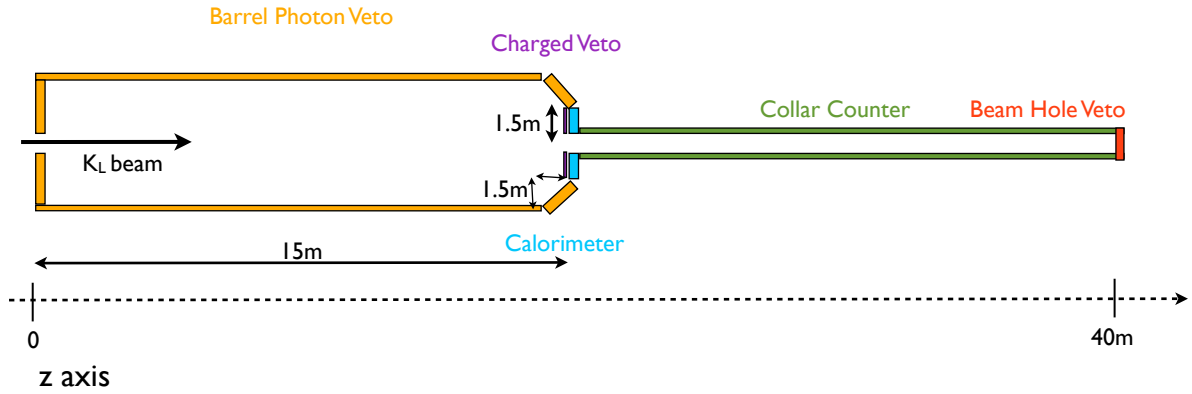 Barrel Photon Veto
Charged Veto
Collar Counter
Beam Hole Veto
1.5m
K_L beam
1.5m
Calorimeter
15m
0
40m
z axis